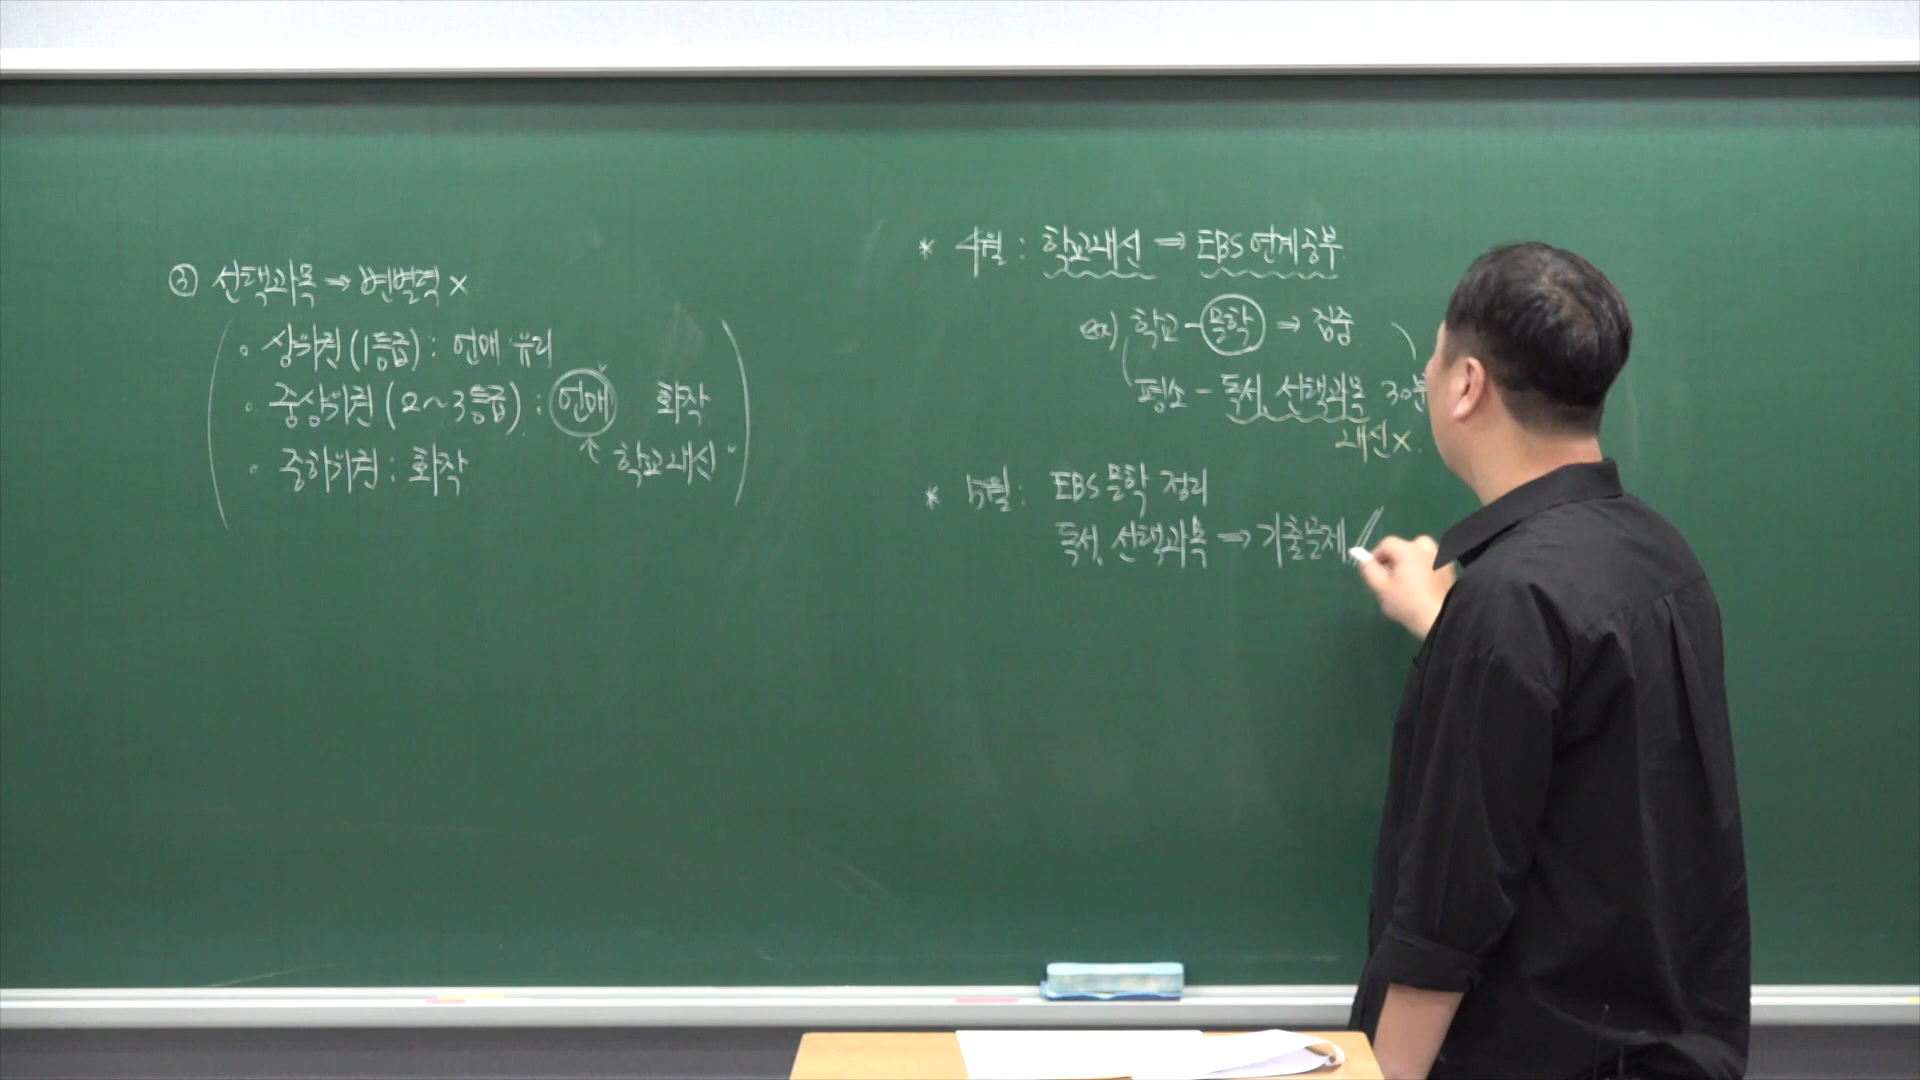 ③ 선택과목 → 변별력 x
• 상위권 (1등급) : 언매 유리
• 중상위권 (2~3등급) : 언매 화작
↑ 학교내신
• 중하위권 : 화작
* 4월 : 학교내신 ⇒ EBS 연계공부
ex) 학교 - 문학 ⇒ 집중
평소 - 독서, 선택과목 30분
내신 x
* 5월 : EBS 문학 정리
독서, 선택과목 ⇒ 기출문제 //